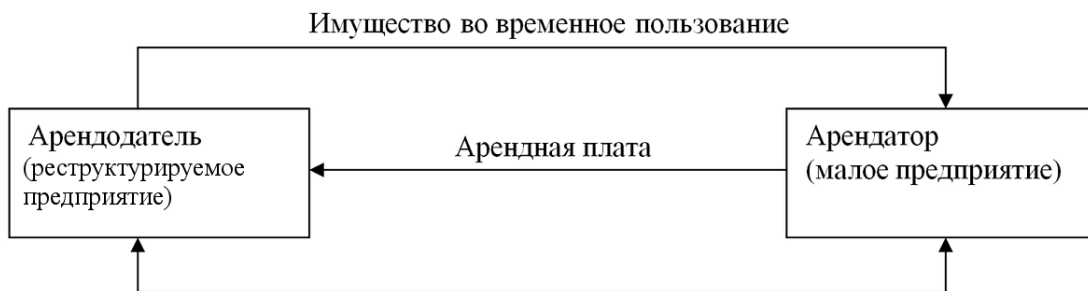 Имущество во временное пользование
Арендодатель
(реструктурируемое
предприятие)
Арендная плата
Арендатор
(малое предприятие)